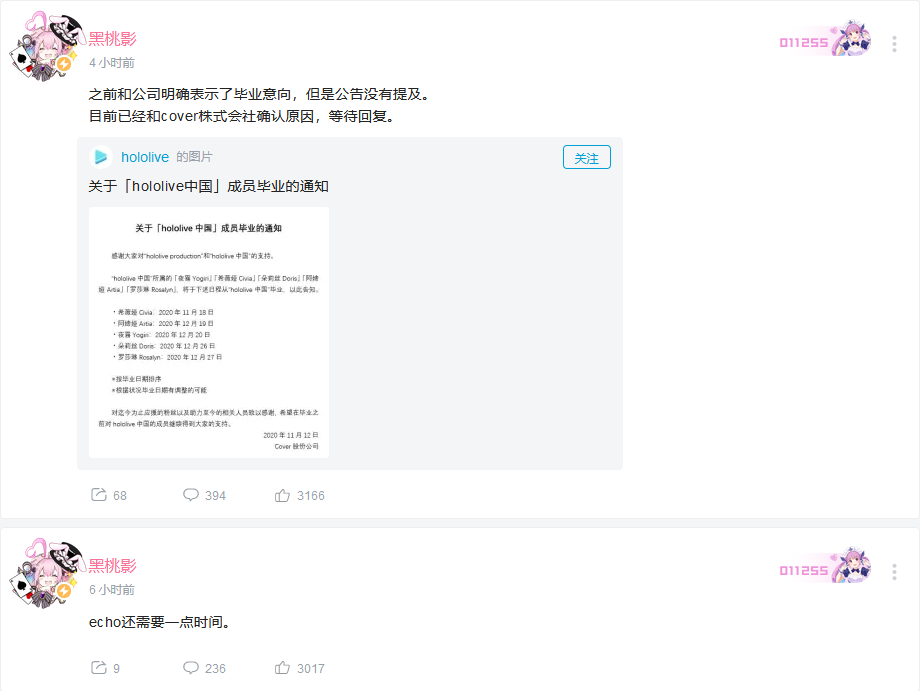 黑桃影
011255
4 小时前
之前和公司明确表示了毕业意向，但是公告没有提及。
目前已经和cover株式会社确认原因，等待回复。
hololive 的图片
关注
关于「hololive中国」成员毕业的通知
关于「hololive 中国」成员毕业的通知
感谢大家对“hololive production”和“hololive 中国”的支持。
“hololive 中国”所属的「夜霧 Yogiri」「希薇娅 Civia」「朵莉丝 Doris」「阿媂
娅 Artia」「罗莎琳 Rosalyn」，将于下述日程从“hololive 中国”毕业，以此告知。
・希薇娅 Civia：2020 年 11 月 18 日
・阿媂娅 Artia：2020 年 12 月 19 日
・夜霧 Yogiri：2020 年 12 月 20 日
・朵莉丝 Doris：2020 年 12 月 26 日
・罗莎琳 Rosalyn：2020 年 12 月 27 日
※按毕业日期排序
※根据状况毕业日期有调整的可能
对迄今为止应援的粉丝以及助力至今的相关人员致以感谢，希望在毕业之
前对 hololive 中国的成员继续得到大家的支持。
2020 年 11 月 12 日
Cover 股份公司
68 394 3166
黑桃影
011255
6 小时前
echo还需要一点时间。
9 236 3017